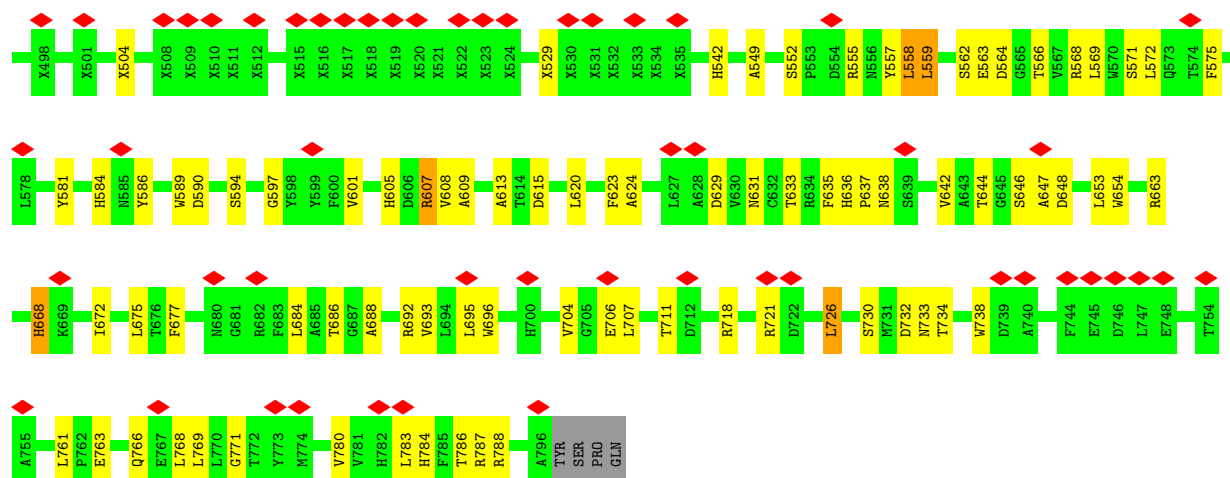 X498 X501 X504 X508 X509 X510 X511 X512 X515 X516 X517 X518 X519 X520 X521 X522 X523 X524 X529 X530 X531 X532 X533 X534 X535 H542 A549 S552 P553 D554 R555 N556 Y557 L558 L559 S562 E563 D564 G565 T566 V567 R568 L569 W570 S571 L572 Q573 T574 F575
L578 Y581 H584 N585 Y586 W589 D590 S594 G597 Y598 Y599 F600 V601 H605 D606 R607 V608 A609 A613 T614 D615 L620 F623 A624 L627 A628 D629 V630 N631 C632 T633 R634 F635 H636 P637 N638 S639 V642 A643 T644 G645 S646 A647 D648 L653 W654 R663
H668 K669 I672 L675 T676 F677 N680 G681 R682 F683 L684 A685 T686 G687 A688 R692 V693 L694 L695 W696 H700 V704 G705 E706 L707 T711 D712 R718 R721 D722 L726 S730 M731 D732 N733 T734 W738 D739 A740 F744 E745 D746 L747 E748 T754
A755 L761 P762 E763 Q766 E767 L768 L769 L770 G771 T772 Y773 M774 V780 V781 H782 L783 H784 F785 T786 R787 R788 A796 TYR SER PRO GLN